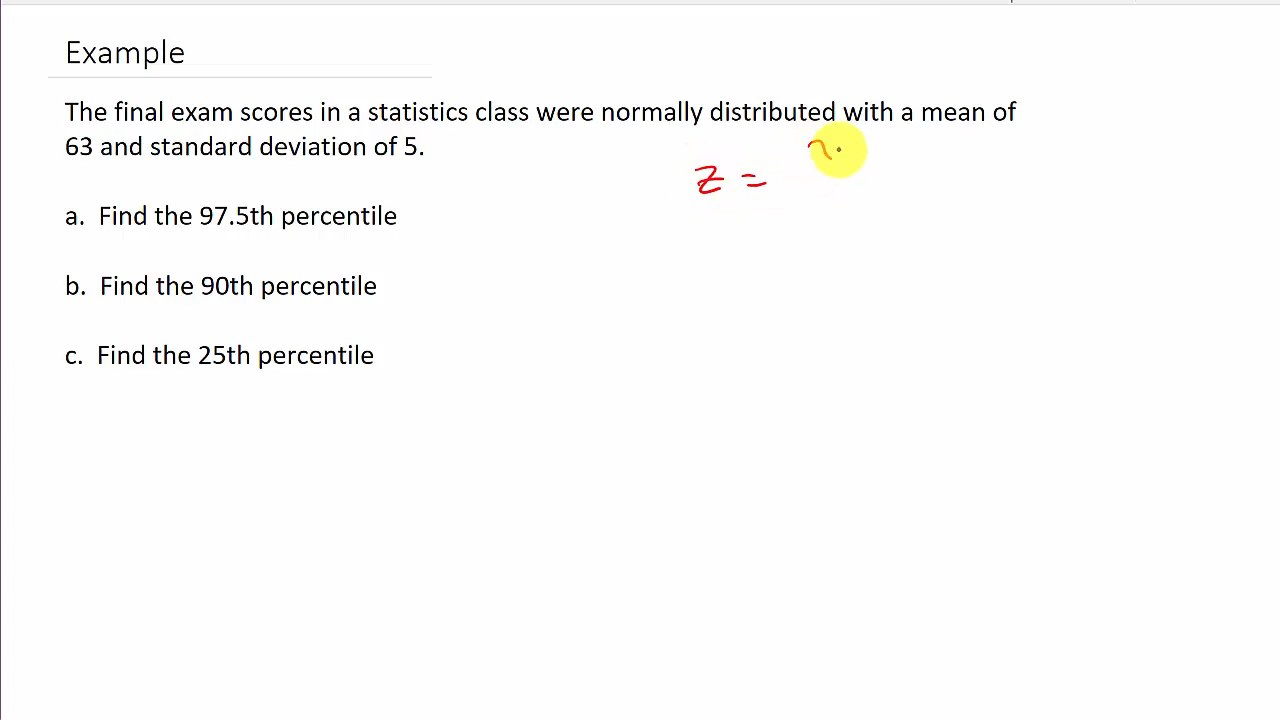 Example
The final exam scores in a statistics class were normally distributed with a mean of
63 and standard deviation of 5.
z =
a. Find the 97.5th percentile
b. Find the 90th percentile
c. Find the 25th percentile